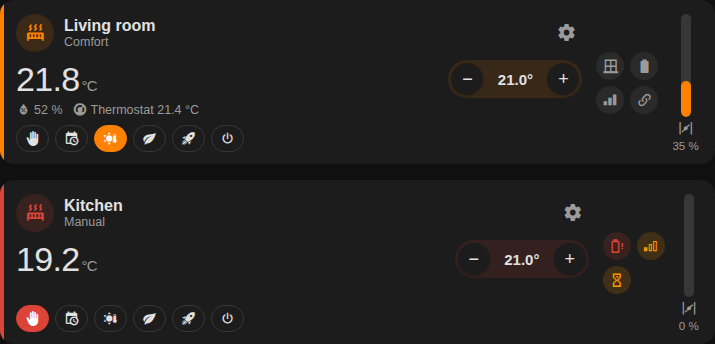 Living room
Comfort
21.8 °C
52 %
Thermostat 21.4 °C
− 21.0° +
35 %
Kitchen
Manual
19.2 °C
− 21.0° +
0 %